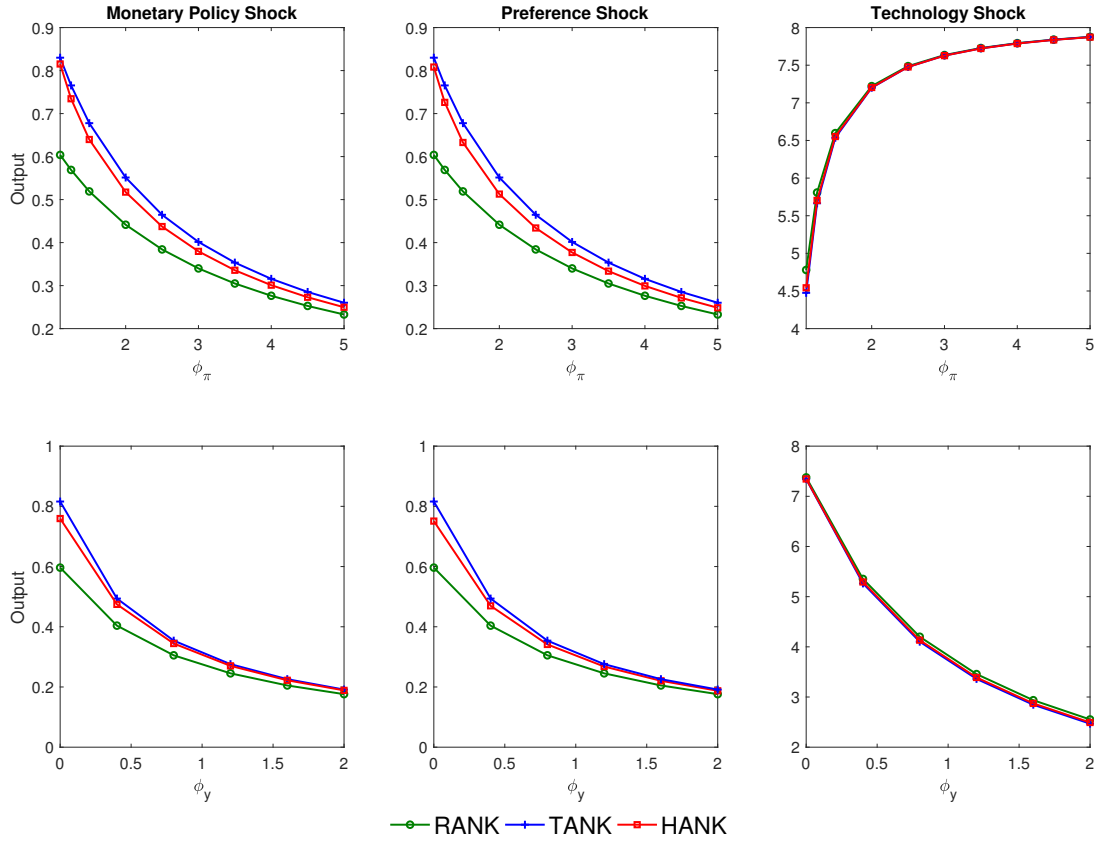 Monetary Policy Shock
Preference Shock
Technology Shock
Output
0.9
0.8
0.7
0.6
0.5
0.4
0.3
0.2
2 3 4 5
ϕ_π
0.9
0.8
0.7
0.6
0.5
0.4
0.3
0.2
2 3 4 5
ϕ_π
8
7.5
7
6.5
6
5.5
5
4.5
4
2 3 4 5
ϕ_π
Output
1
0.8
0.6
0.4
0.2
0
0 0.5 1 1.5 2
ϕ_y
1
0.8
0.6
0.4
0.2
0
0 0.5 1 1.5 2
ϕ_y
8
7
6
5
4
3
2
0 0.5 1 1.5 2
ϕ_y
RANK TANK HANK